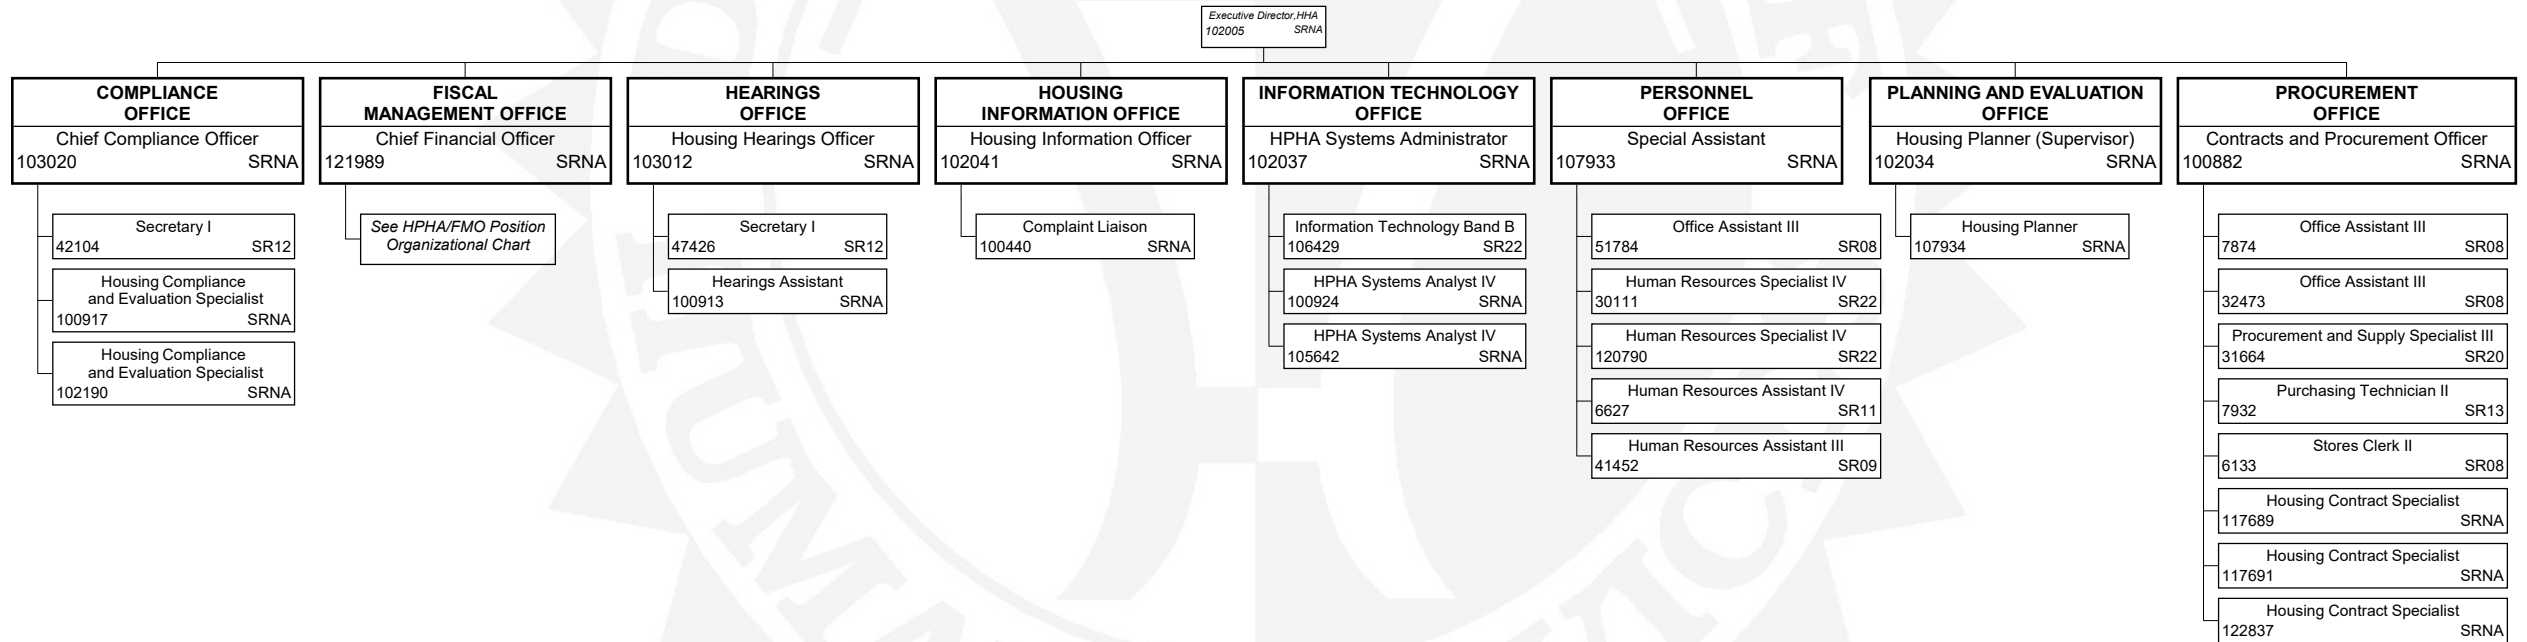 Executive Director,HHA
102005 SRNA
COMPLIANCE
OFFICE
Chief Compliance Officer
103020 SRNA
Secretary I
42104 SR12
Housing Compliance
and Evaluation Specialist
100917 SRNA
Housing Compliance
and Evaluation Specialist
102190 SRNA
FISCAL
MANAGEMENT OFFICE
Chief Financial Officer
121989 SRNA
See HPHA/FMO Position
Organizational Chart
HEARINGS
OFFICE
Housing Hearings Officer
103012 SRNA
Secretary I
47426 SR12
Hearings Assistant
100913 SRNA
HOUSING
INFORMATION OFFICE
Housing Information Officer
102041 SRNA
Complaint Liaison
100440 SRNA
INFORMATION TECHNOLOGY
OFFICE
HPHA Systems Administrator
102037 SRNA
Information Technology Band B
106429 SR22
HPHA Systems Analyst IV
100924 SRNA
HPHA Systems Analyst IV
105642 SRNA
PERSONNEL
OFFICE
Special Assistant
107933 SRNA
Office Assistant III
51784 SR08
Human Resources Specialist IV
30111 SR22
Human Resources Specialist IV
120790 SR22
Human Resources Assistant IV
6627 SR11
Human Resources Assistant III
41452 SR09
PLANNING AND EVALUATION
OFFICE
Housing Planner (Supervisor)
102034 SRNA
Housing Planner
107934 SRNA
PROCUREMENT
OFFICE
Contracts and Procurement Officer
100882 SRNA
Office Assistant III
7874 SR08
Office Assistant III
32473 SR08
Procurement and Supply Specialist III
31664 SR20
Purchasing Technician II
7932 SR13
Stores Clerk II
6133 SR08
Housing Contract Specialist
117689 SRNA
Housing Contract Specialist
117691 SRNA
Housing Contract Specialist
122837 SRNA